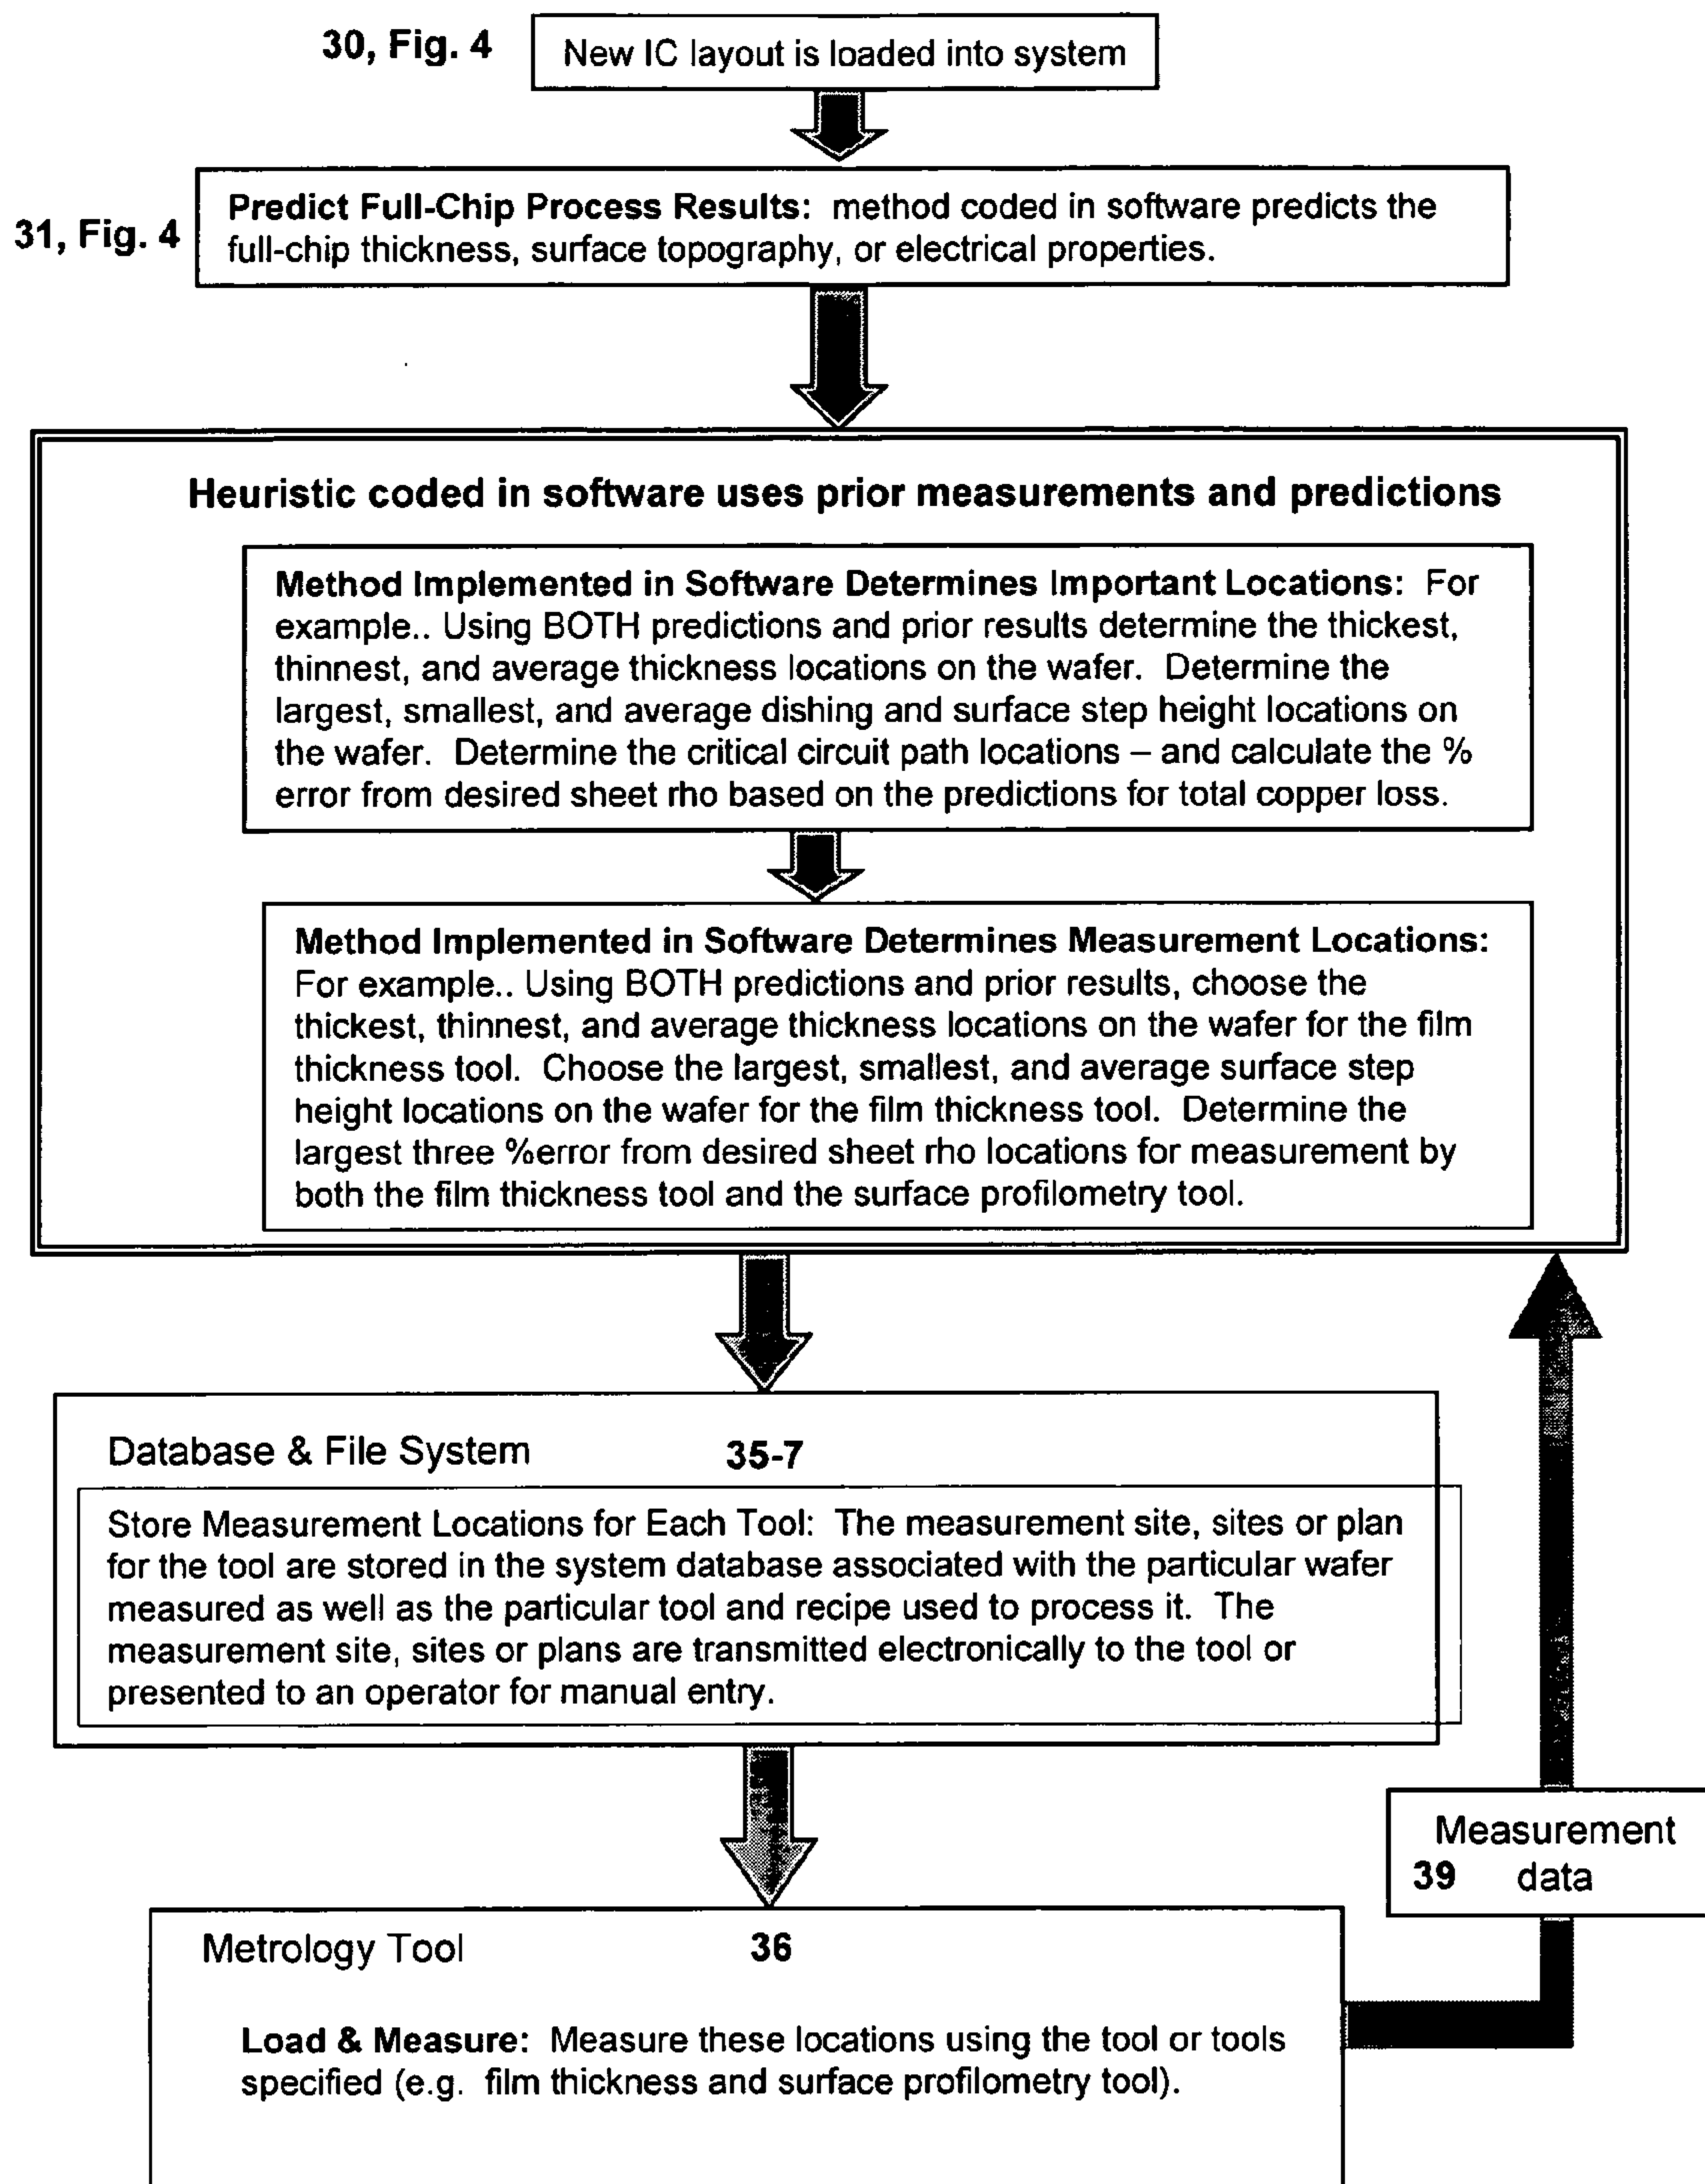 30, Fig. 4
New IC layout is loaded into system
31, Fig. 4
Predict Full-Chip Process Results: method coded in software predicts the
full-chip thickness, surface topography, or electrical properties.
Heuristic coded in software uses prior measurements and predictions
Method Implemented in Software Determines Important Locations: For
example.. Using BOTH predictions and prior results determine the thickest,
thinnest, and average thickness locations on the wafer. Determine the
largest, smallest, and average dishing and surface step height locations on
the wafer. Determine the critical circuit path locations – and calculate the %
error from desired sheet rho based on the predictions for total copper loss.
Method Implemented in Software Determines Measurement Locations:
For example.. Using BOTH predictions and prior results, choose the
thickest, thinnest, and average thickness locations on the wafer for the film
thickness tool. Choose the largest, smallest, and average surface step
height locations on the wafer for the film thickness tool. Determine the
largest three %error from desired sheet rho locations for measurement by
both the film thickness tool and the surface profilometry tool.
Database & File System 35-7
Store Measurement Locations for Each Tool: The measurement site, sites or plan
for the tool are stored in the system database associated with the particular wafer
measured as well as the particular tool and recipe used to process it. The
measurement site, sites or plans are transmitted electronically to the tool or
presented to an operator for manual entry.
Measurement
39 data
Metrology Tool 36
Load & Measure: Measure these locations using the tool or tools
specified (e.g. film thickness and surface profilometry tool).